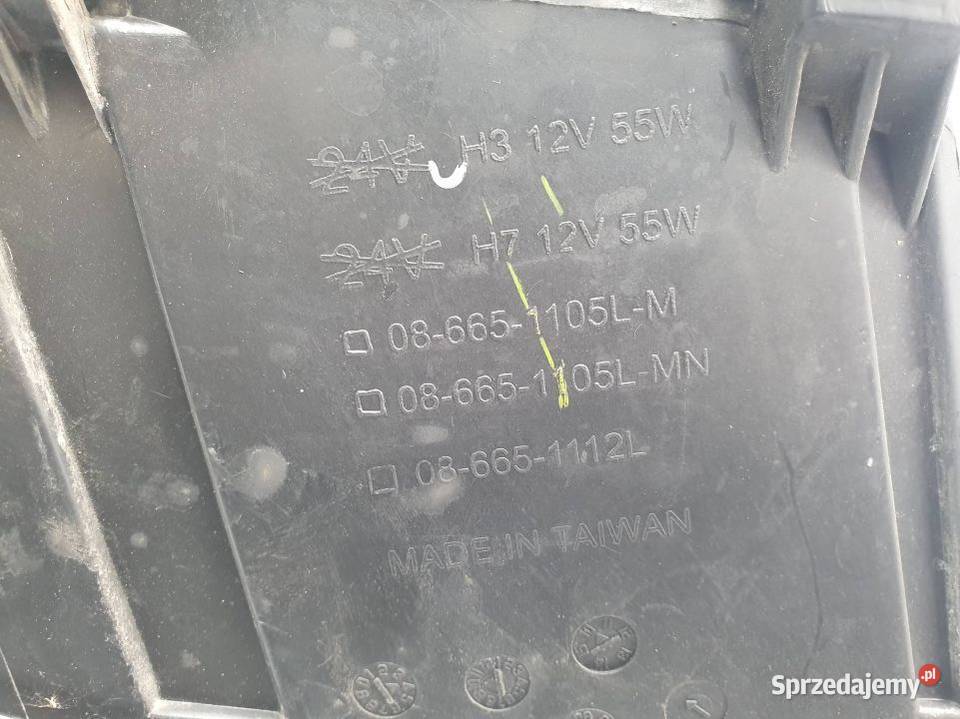 24V H3 12V 55W
24V H7 12V 55W
08-665-1105L-M
08-665-1105L-MN
08-665-1112L
MADE IN TAIWAN
Sprzedajemy.pl